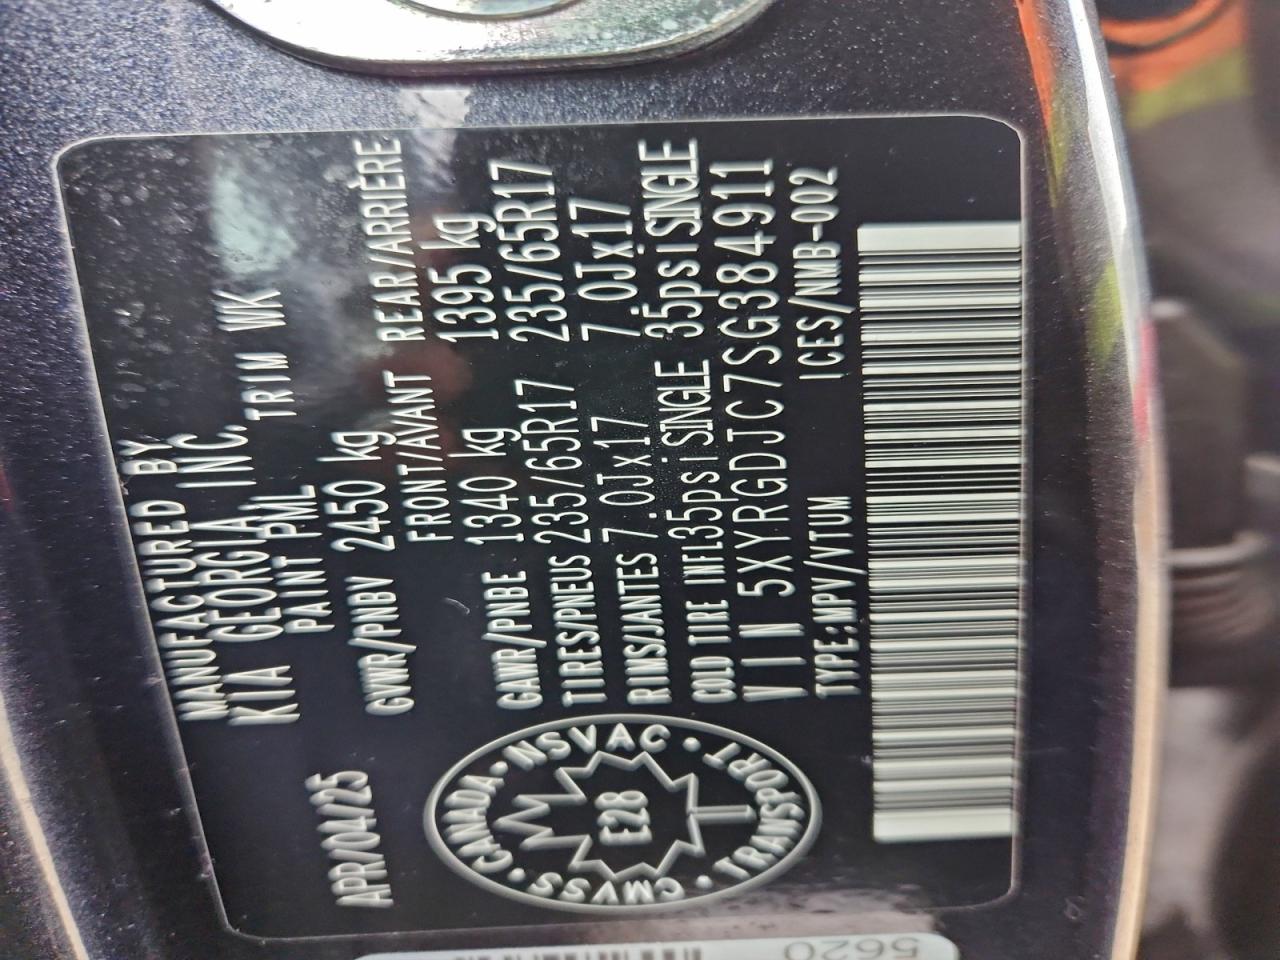 MANUFACTURED BY
KIA GEORGIA, INC.
APR/04/25 PAINT PML TRIM WK
GVWR/PNBV 2450 kg
FRONT/AVANT REAR/ARRIÈRE
GAWR/PNBE 1340 kg 1395 kg
TIRES/PNEUS 235/65R17 235/65R17
RIMS/JANTES 7.0Jx17 7.0Jx17
COLD TIRE INFL 35psi SINGLE 35psi SINGLE
VIN 5XYRGDJC7SG384911
TYPE:MPV/VTUM ICES/NMB-002
CANADA · NSVAC · TRANSPORT · CMVSS
E28
5620